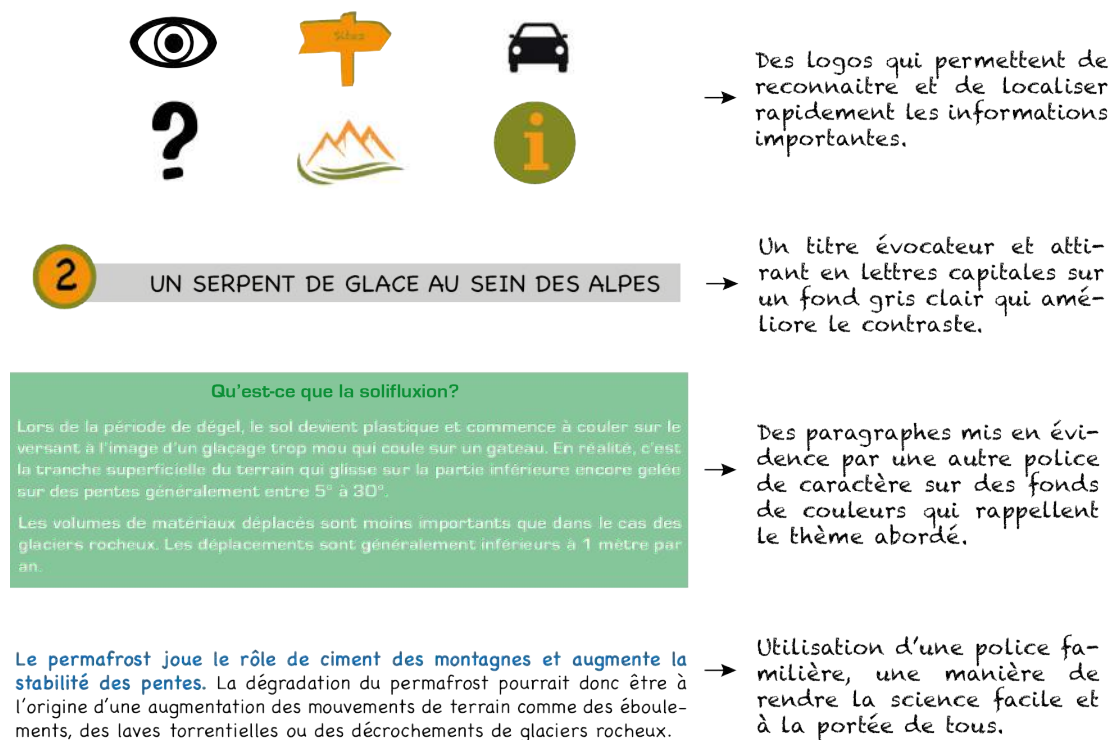 Sites
?
i
Des logos qui permettent de
reconnaitre et de localiser
rapidement les informations
importantes.
2
UN SERPENT DE GLACE AU SEIN DES ALPES
Un titre évocateur et atti-
rant en lettres capitales sur
un fond gris clair qui amé-
liore le contraste.
Qu'est-ce que la solifluxion?
Lors de la période de dégel, le sol devient plastique et commence à couler sur le
versant à l'image d'un glaçage trop mou qui coule sur un gateau. En réalité, c'est
la tranche superficielle du terrain qui glisse sur la partie inférieure encore gelée
sur des pentes généralement entre 5° à 30°.
Les volumes de matériaux déplacés sont moins importants que dans le cas des
glaciers rocheux. Les déplacements sont généralement inférieurs à 1 mètre par
an.
Des paragraphes mis en évi-
dence par une autre police
de caractère sur des fonds
de couleurs qui rappellent
le thème abordé.
Le permafrost joue le rôle de ciment des montagnes et augmente la
stabilité des pentes. La dégradation du permafrost pourrait donc être à
l'origine d'une augmentation des mouvements de terrain comme des éboule-
ments, des laves torrentielles ou des décrochements de glaciers rocheux.
Utilisation d'une police fa-
milière, une manière de
rendre la science facile et
à la portée de tous.